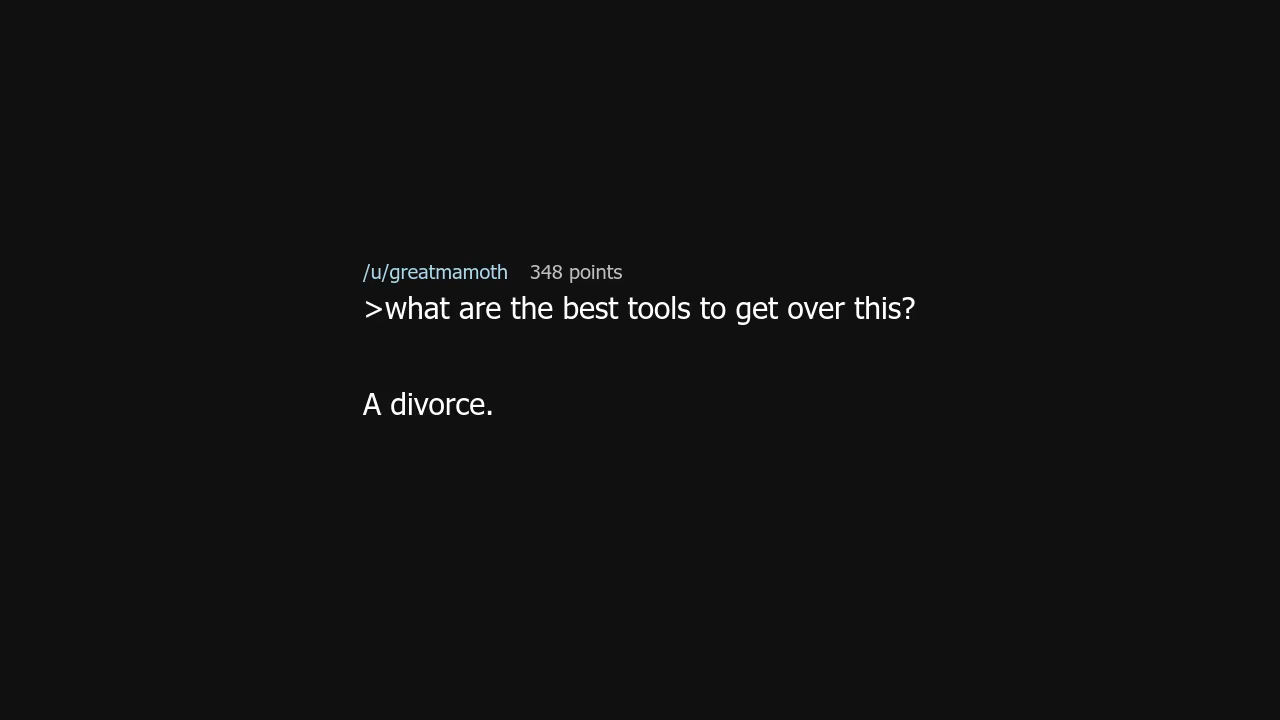 /u/greatmamoth 348 points
>what are the best tools to get over this?
A divorce.